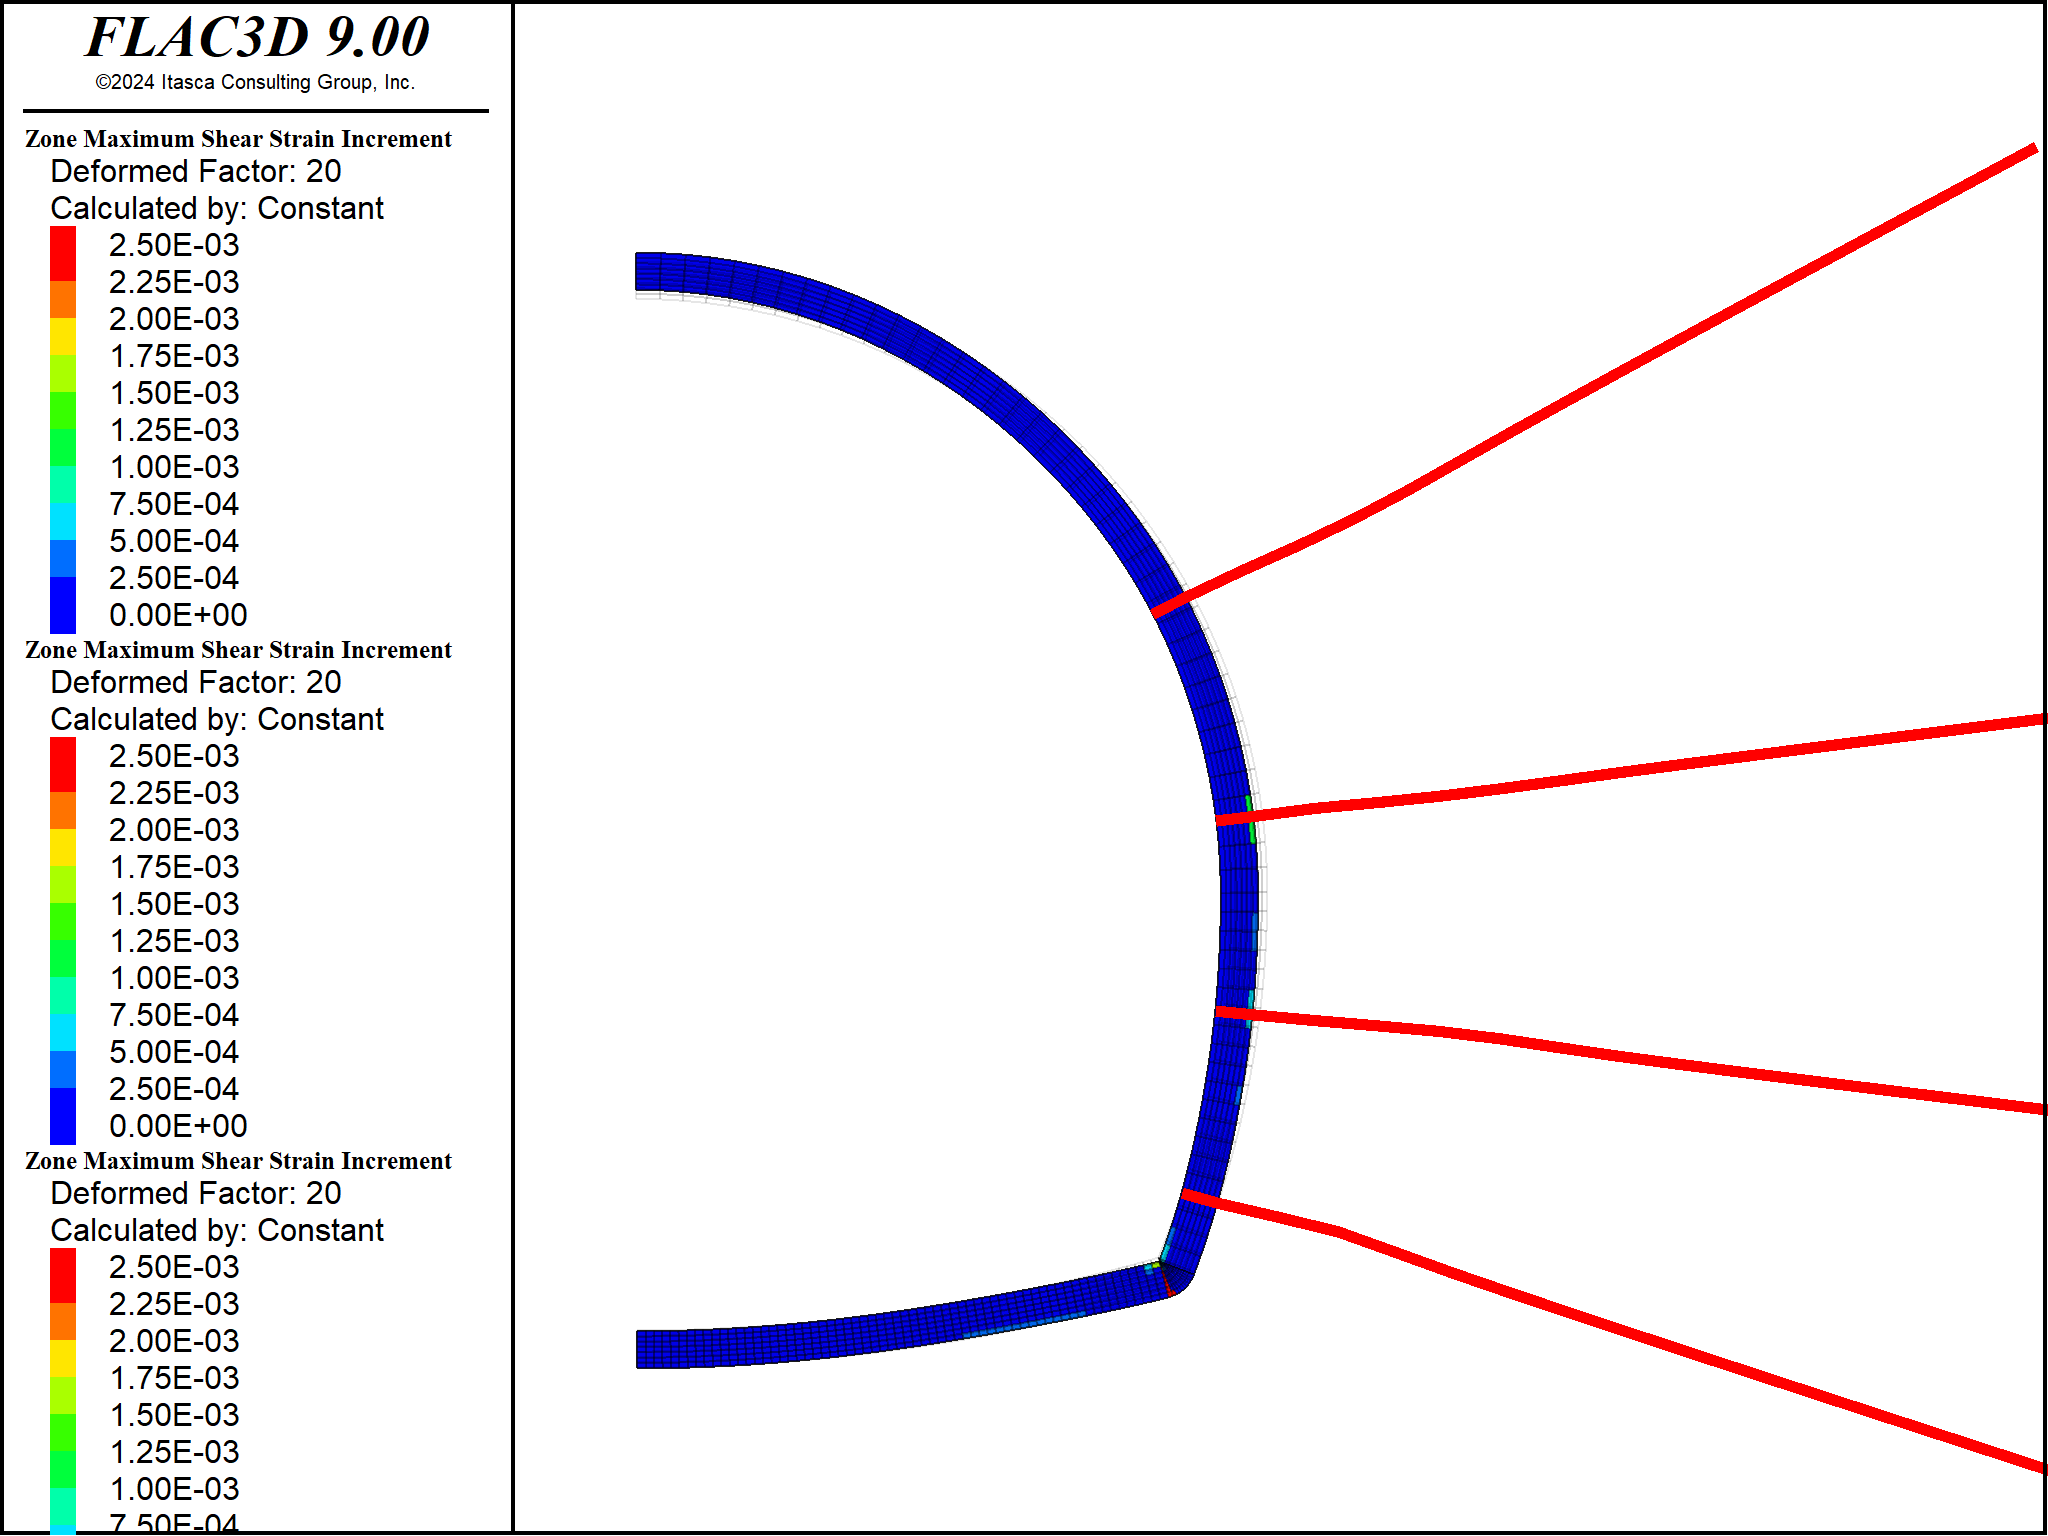 FLAC3D 9.00
©2024 Itasca Consulting Group, Inc.
Zone Maximum Shear Strain Increment
Deformed Factor: 20
Calculated by: Constant
2.50E-03
2.25E-03
2.00E-03
1.75E-03
1.50E-03
1.25E-03
1.00E-03
7.50E-04
5.00E-04
2.50E-04
0.00E+00
Zone Maximum Shear Strain Increment
Deformed Factor: 20
Calculated by: Constant
2.50E-03
2.25E-03
2.00E-03
1.75E-03
1.50E-03
1.25E-03
1.00E-03
7.50E-04
5.00E-04
2.50E-04
0.00E+00
Zone Maximum Shear Strain Increment
Deformed Factor: 20
Calculated by: Constant
2.50E-03
2.25E-03
2.00E-03
1.75E-03
1.50E-03
1.25E-03
1.00E-03
7.50E-04